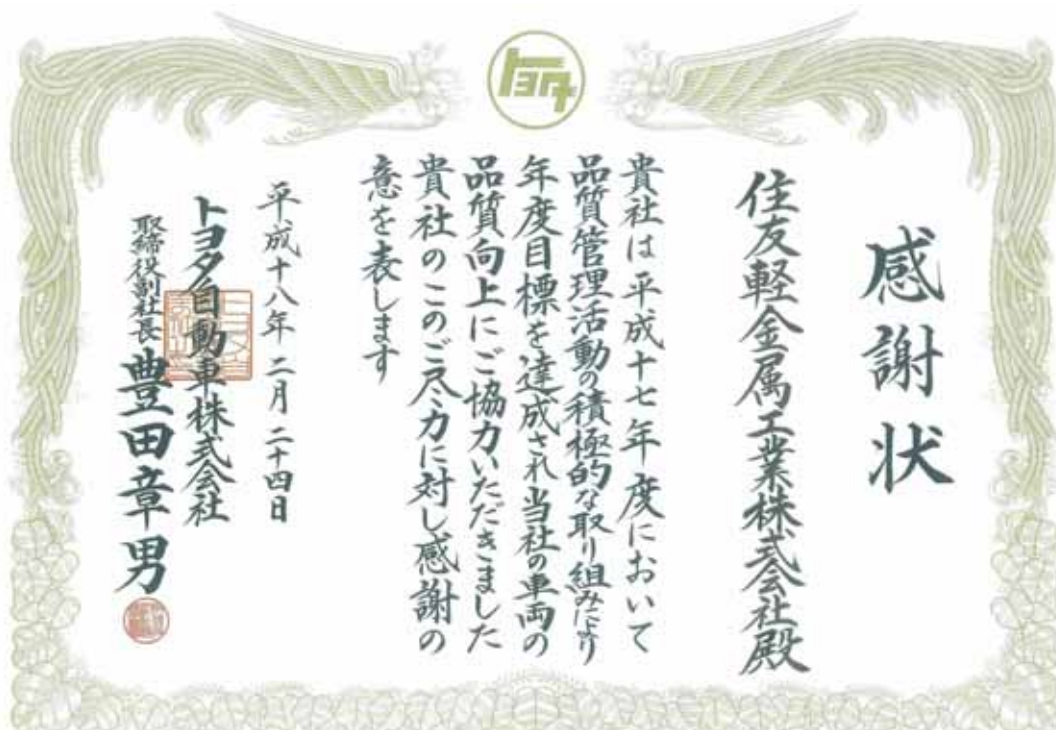 トヨタ
感謝状
住友軽金属工業株式会社殿
貴社は平成十七年度において
品質管理活動の積極的な取り組みにより
年度目標を達成され当社の車両の
品質向上にご協力いただきました
貴社のこのご尽力に対し感謝の
意を表します
平成十八年二月二十四日
トヨタ自動車株式会社
取締役副社長 豊田章男